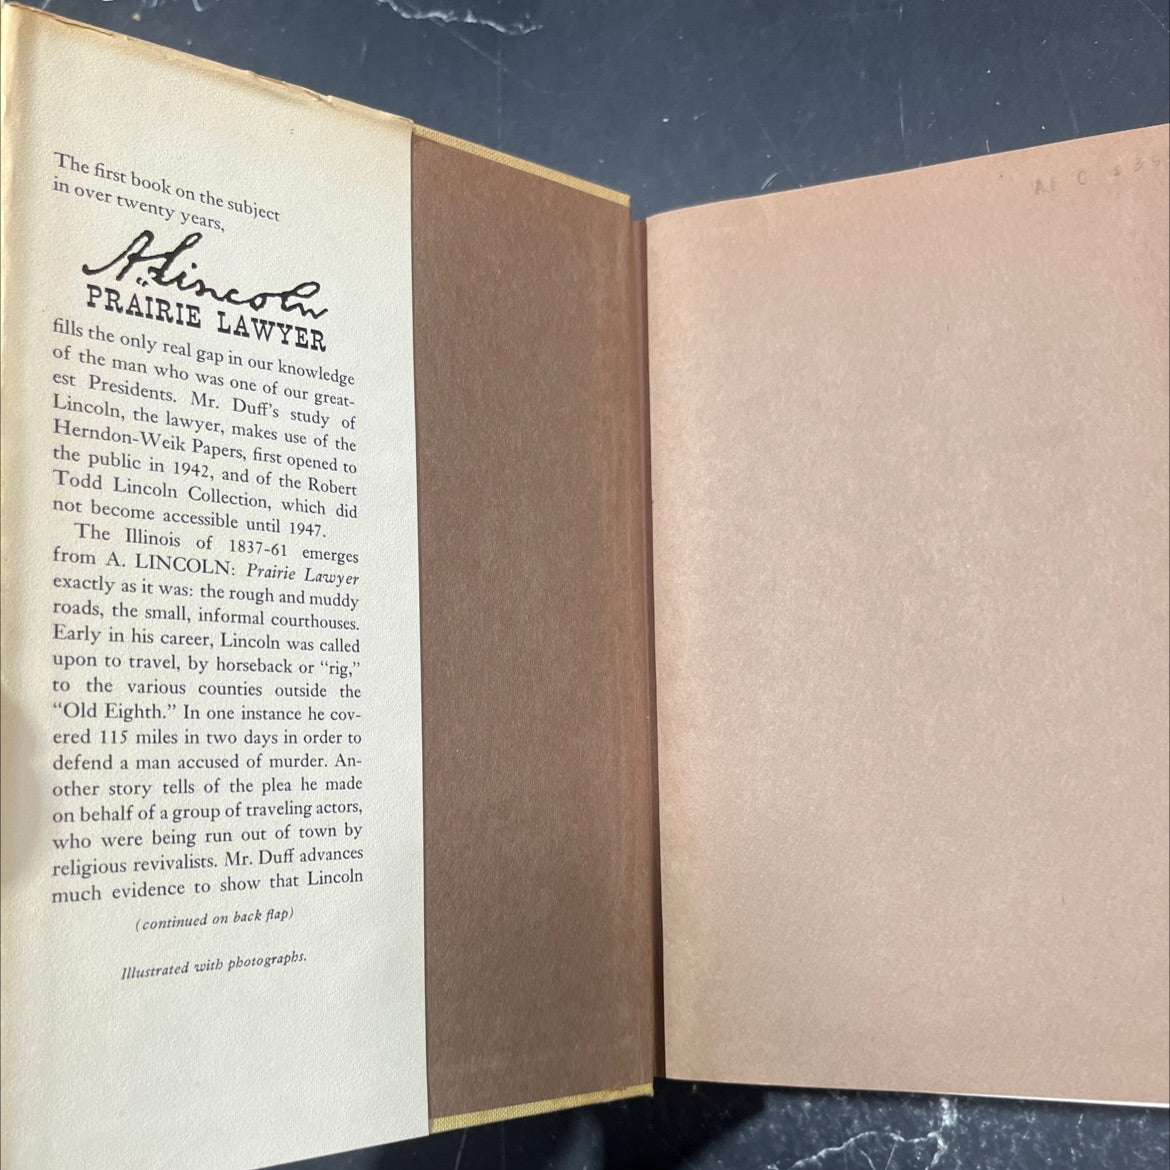 The first book on the subject
in over twenty years,
A. Lincoln
PRAIRIE LAWYER
fills the only real gap in our knowledge
of the man who was one of our great-
est Presidents. Mr. Duff's study of
Lincoln, the lawyer, makes use of the
Herndon-Weik Papers, first opened to
the public in 1942, and of the Robert
Todd Lincoln Collection, which did
not become accessible until 1947.
The Illinois of 1837-61 emerges
from A. LINCOLN: Prairie Lawyer
exactly as it was: the rough and muddy
roads, the small, informal courthouses.
Early in his career, Lincoln was called
upon to travel, by horseback or “rig,”
to the various counties outside the
“Old Eighth.” In one instance he cov-
ered 115 miles in two days in order to
defend a man accused of murder. An-
other story tells of the plea he made
on behalf of a group of traveling actors,
who were being run out of town by
religious revivalists. Mr. Duff advances
much evidence to show that Lincoln
(continued on back flap)
Illustrated with photographs.